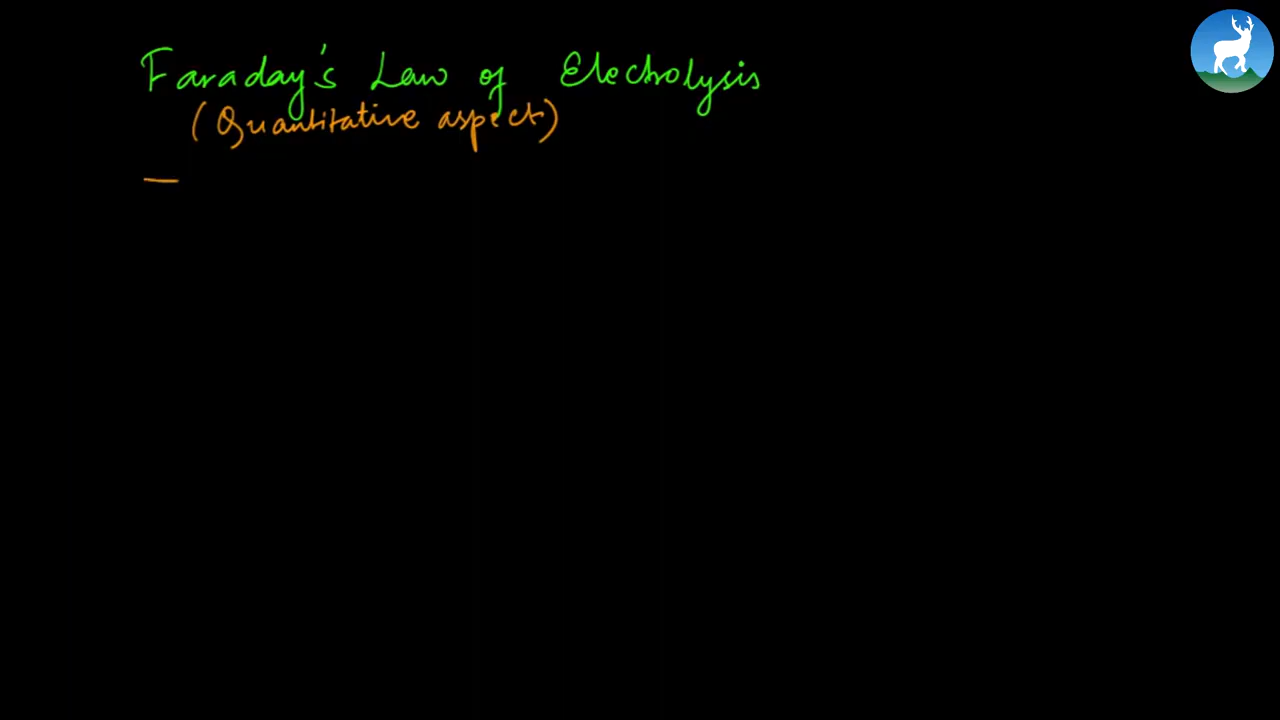 Faraday's Law of Electrolysis
(Quantitative aspect)
—